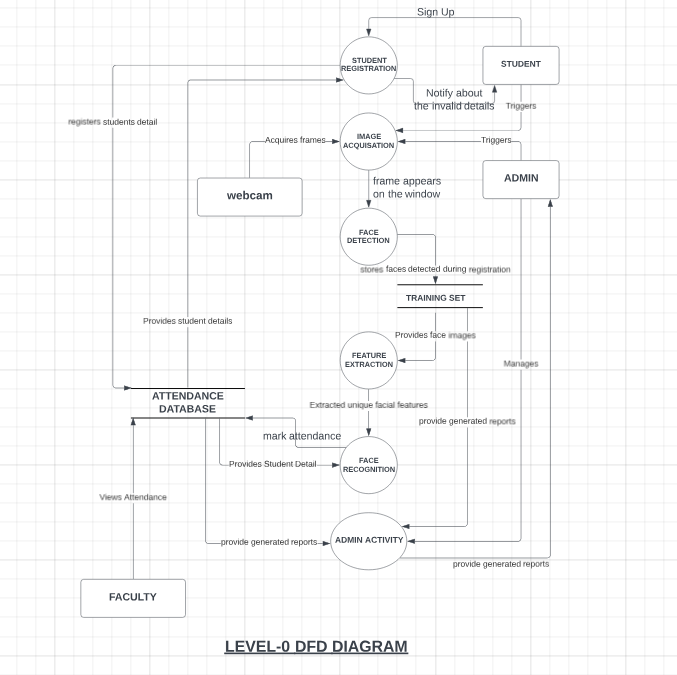 Sign Up
STUDENT
REGISTRATION
STUDENT
Notify about
the invalid details
Triggers
registers students detail
Acquires frames
IMAGE
ACQUISATION
Triggers
webcam
frame appears
on the window
ADMIN
FACE
DETECTION
stores faces detected during registration
TRAINING SET
Provides student details
Provides face images
FEATURE
EXTRACTION
Manages
ATTENDANCE
DATABASE
Extracted unique facial features
provide generated reports
mark attendance
Provides Student Detail
FACE
RECOGNITION
Views Attendance
provide generated reports
ADMIN ACTIVITY
provide generated reports
FACULTY
LEVEL-0 DFD DIAGRAM